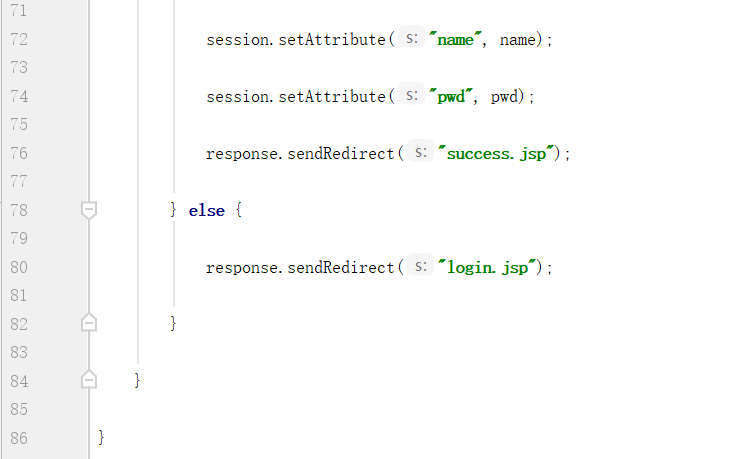 71
72 session.setAttribute( s: "name", name);
73
74 session.setAttribute( s: "pwd", pwd);
75
76 response.sendRedirect( s: "success.jsp");
77
78 } else {
79
80 response.sendRedirect( s: "login.jsp");
81
82 }
83
84 }
85
86 }